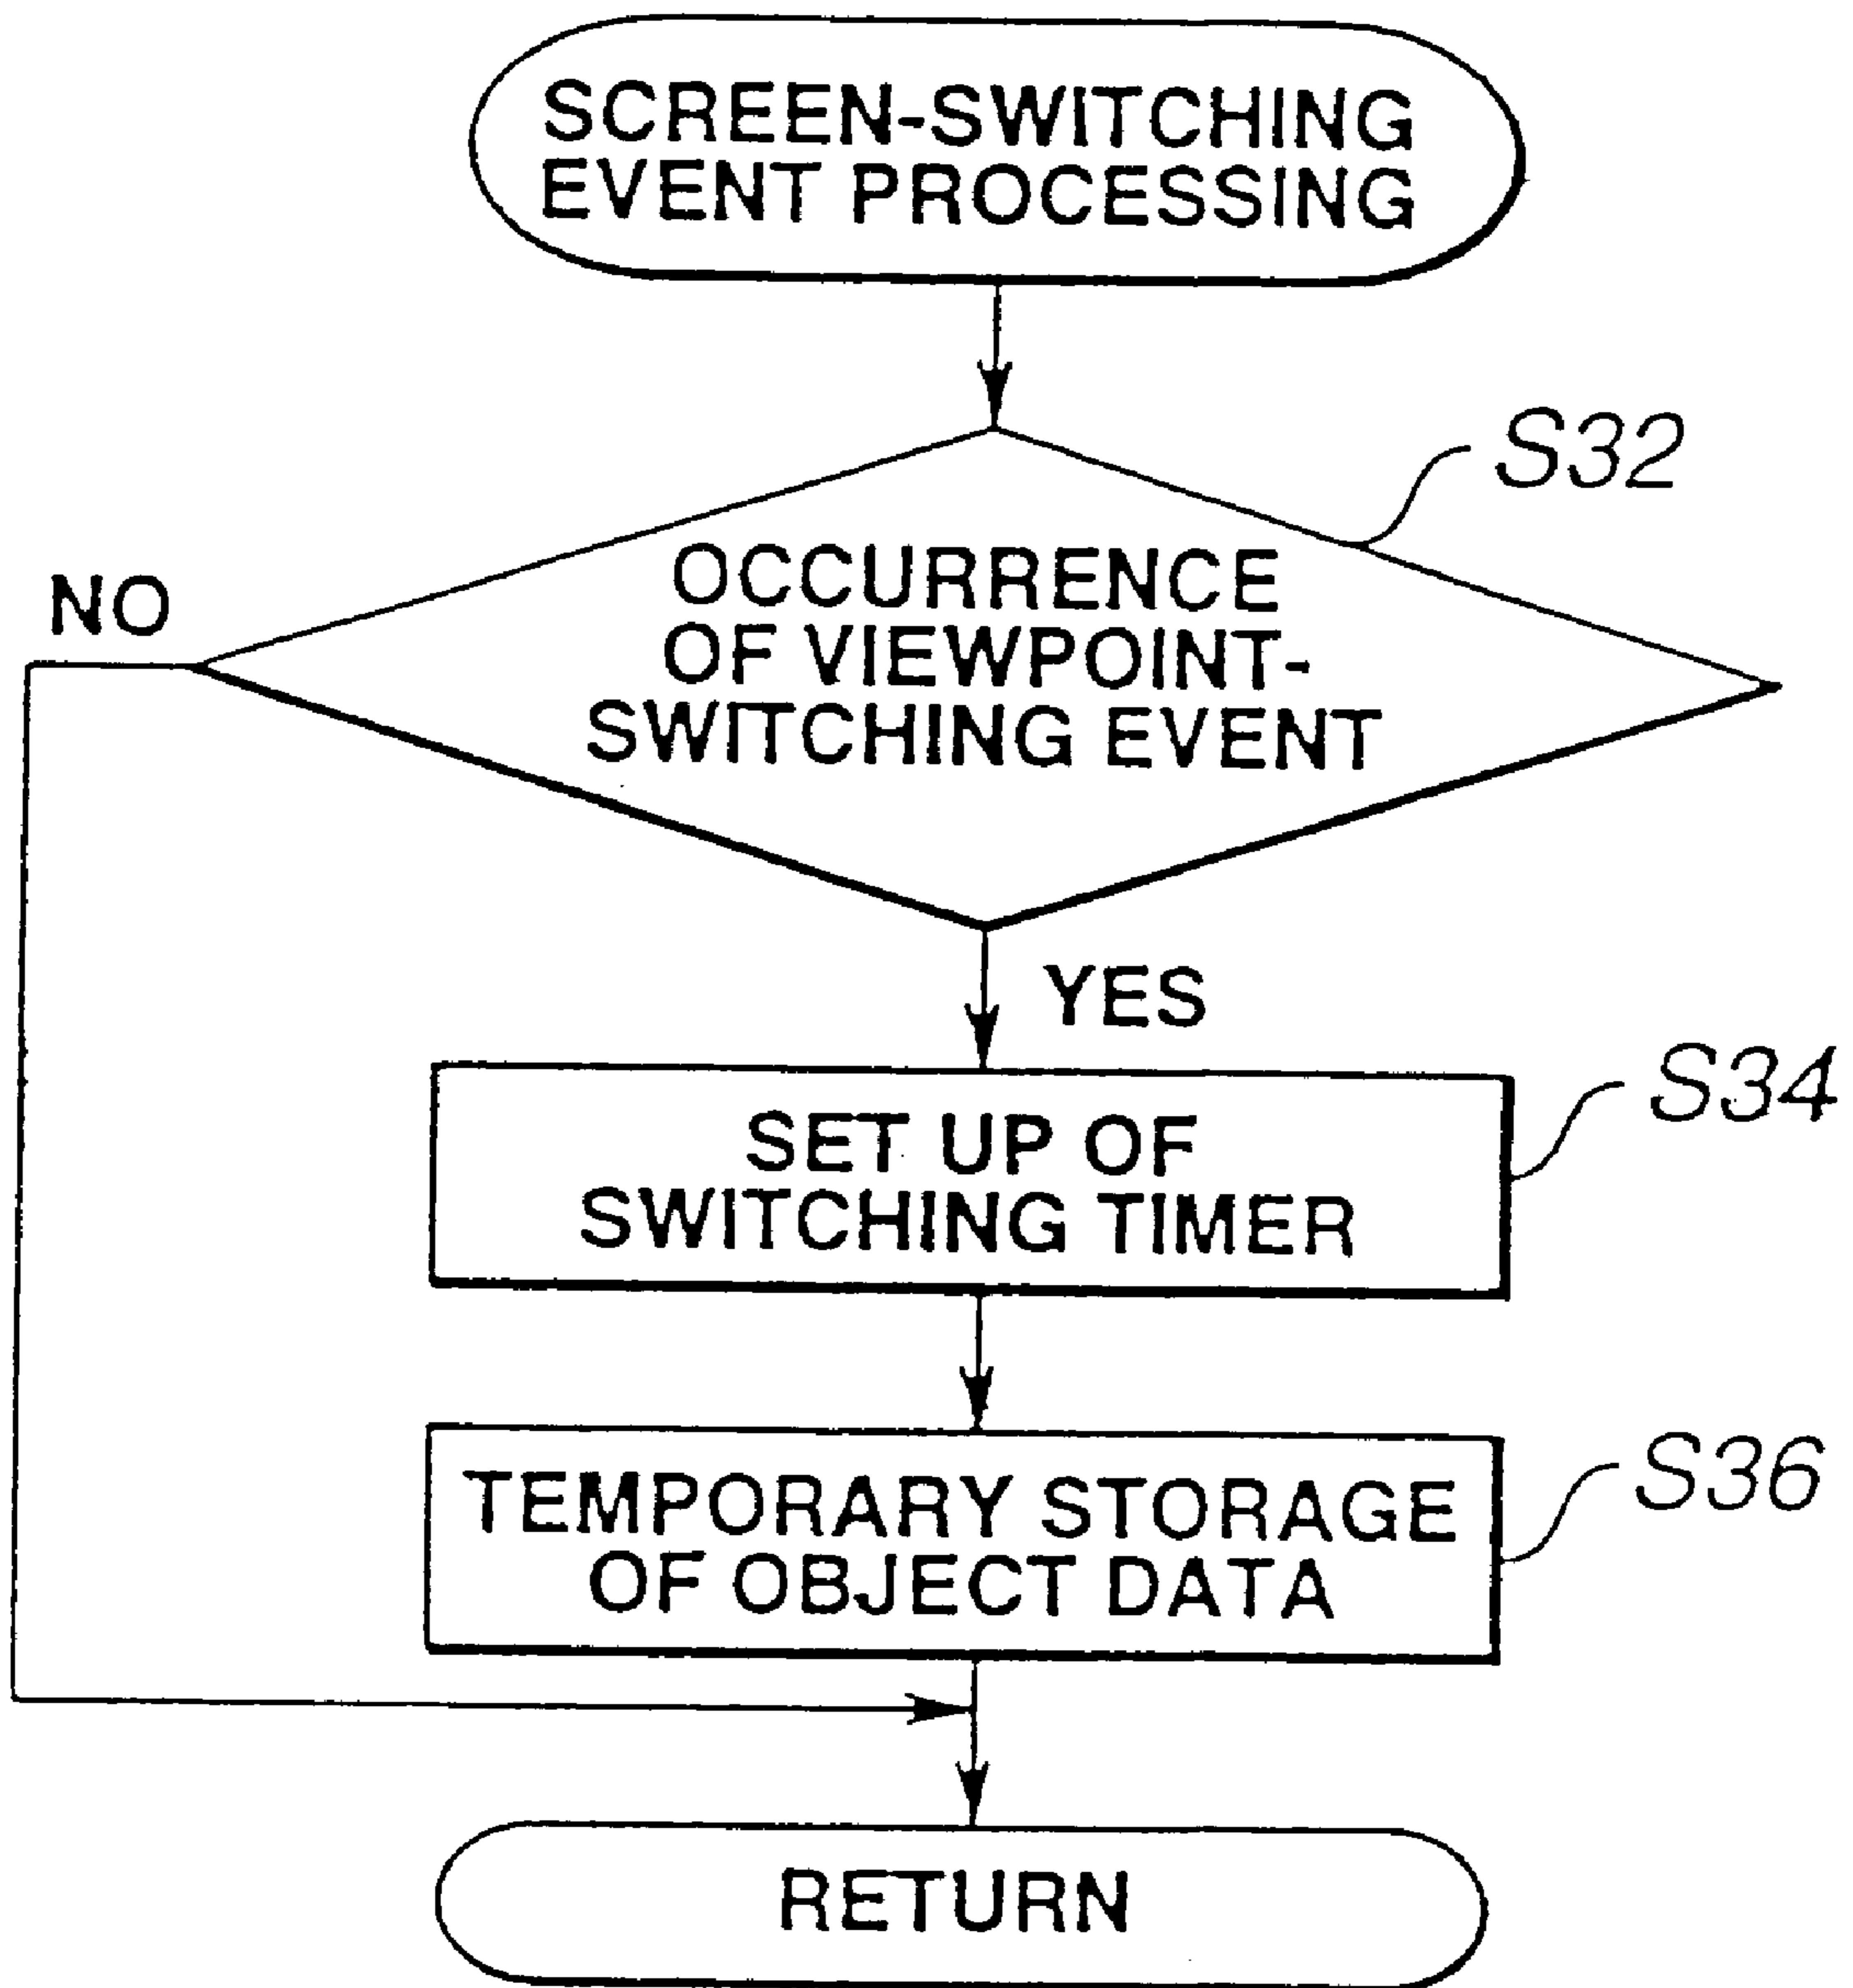 SCREEN-SWITCHING
EVENT PROCESSING
S32
NO
OCCURRENCE
OF VIEWPOINT-
SWITCHING EVENT
YES
S34
SET UP OF
SWITCHING TIMER
S36
TEMPORARY STORAGE
OF OBJECT DATA
RETURN